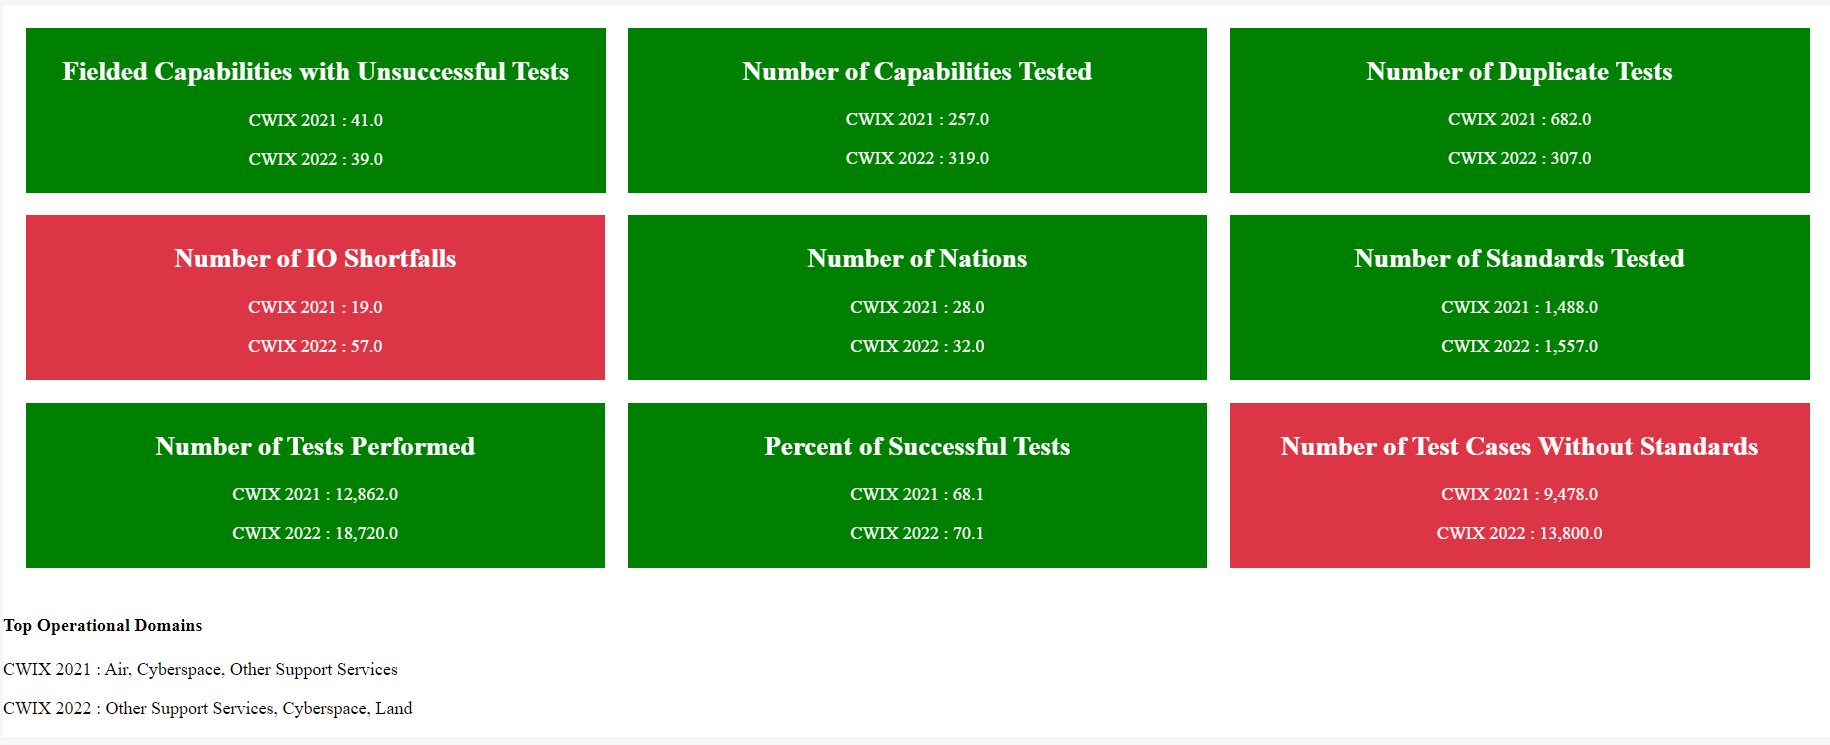 Fielded Capabilities with Unsuccessful Tests
CWIX 2021 : 41.0
CWIX 2022 : 39.0
Number of Capabilities Tested
CWIX 2021 : 257.0
CWIX 2022 : 319.0
Number of Duplicate Tests
CWIX 2021 : 682.0
CWIX 2022 : 307.0
Number of IO Shortfalls
CWIX 2021 : 19.0
CWIX 2022 : 57.0
Number of Nations
CWIX 2021 : 28.0
CWIX 2022 : 32.0
Number of Standards Tested
CWIX 2021 : 1,488.0
CWIX 2022 : 1,557.0
Number of Tests Performed
CWIX 2021 : 12,862.0
CWIX 2022 : 18,720.0
Percent of Successful Tests
CWIX 2021 : 68.1
CWIX 2022 : 70.1
Number of Test Cases Without Standards
CWIX 2021 : 9,478.0
CWIX 2022 : 13,800.0
Top Operational Domains
CWIX 2021 : Air, Cyberspace, Other Support Services
CWIX 2022 : Other Support Services, Cyberspace, Land